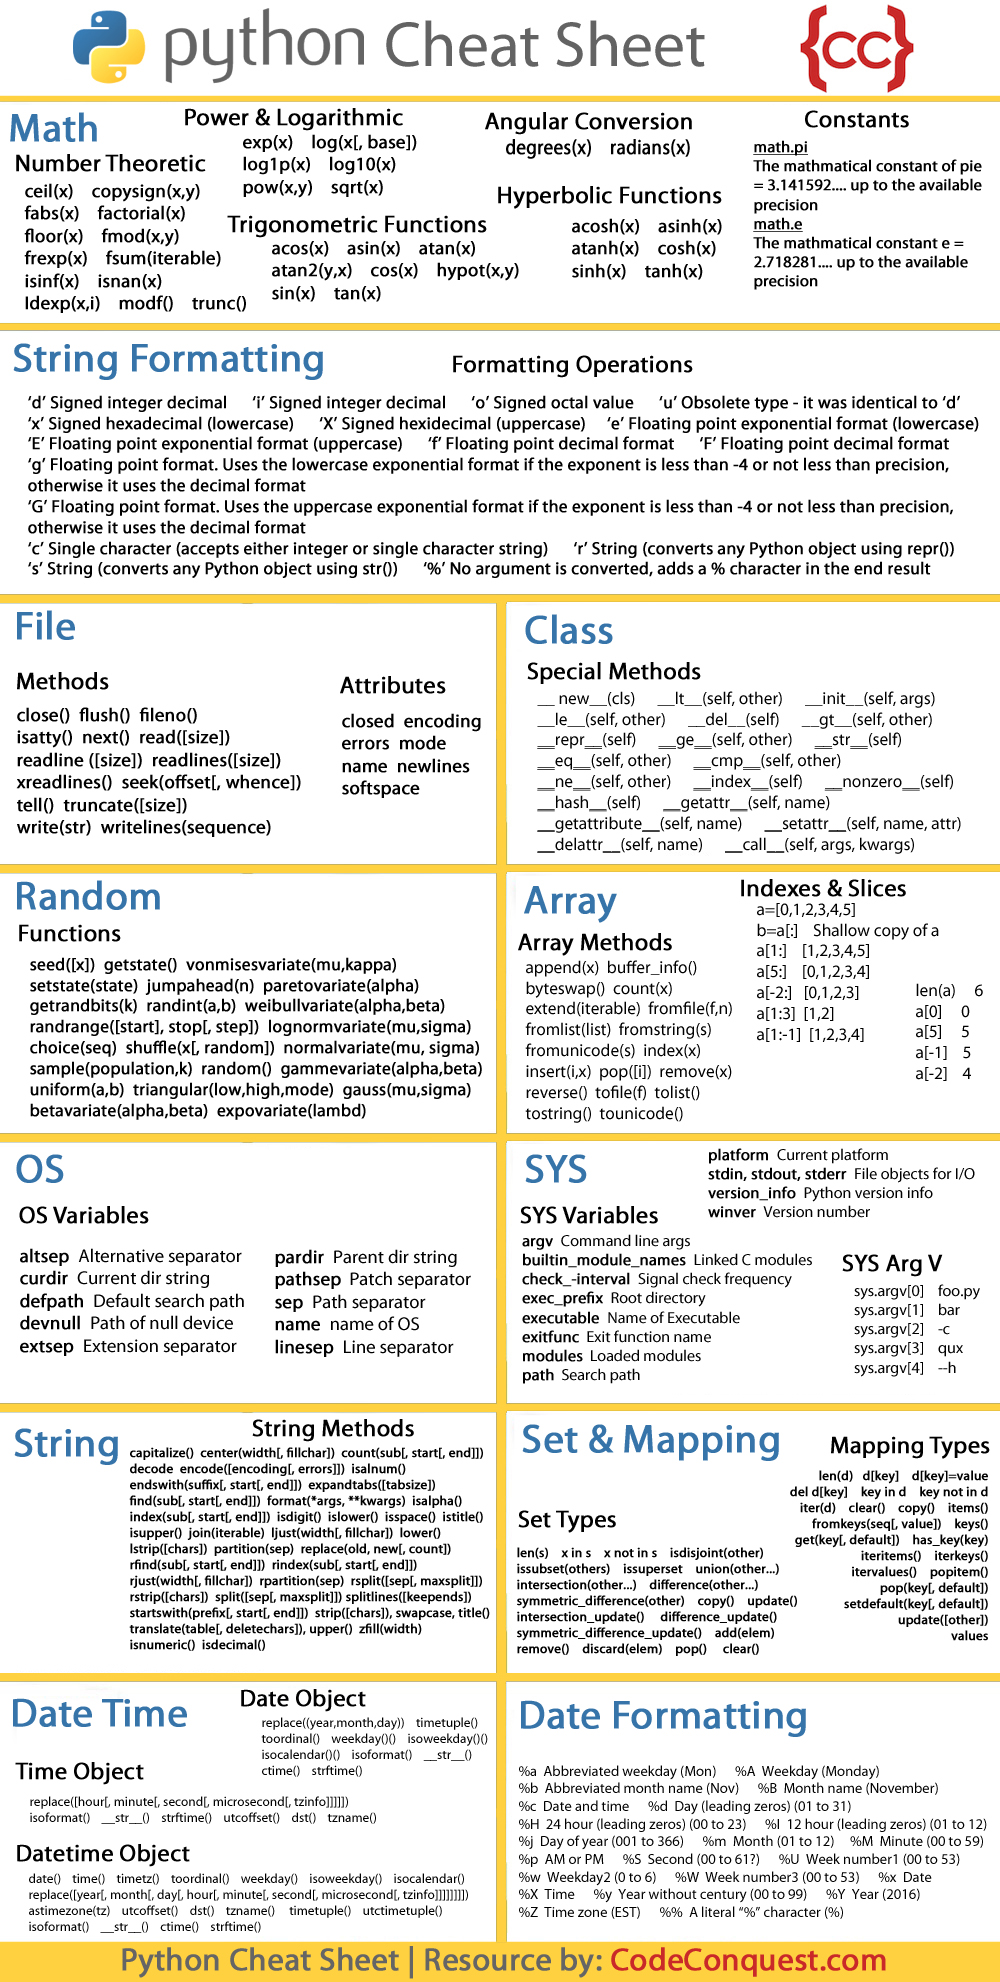 python Cheat Sheet
{cc}
Math
Number Theoretic
ceil(x) copysign(x,y)
fabs(x) factorial(x)
floor(x) fmod(x,y)
frexp(x) fsum(iterable)
isinf(x) isnan(x)
ldexp(x,i) modf() trunc()
Power & Logarithmic
exp(x) log(x[, base])
log1p(x) log10(x)
pow(x,y) sqrt(x)
Trigonometric Functions
acos(x) asin(x) atan(x)
atan2(y,x) cos(x) hypot(x,y)
sin(x) tan(x)
Angular Conversion
degrees(x) radians(x)
Hyperbolic Functions
acosh(x) asinh(x)
atanh(x) cosh(x)
sinh(x) tanh(x)
Constants
math.pi
The mathmatical constant of pie
= 3.141592.... up to the available
precision
math.e
The mathmatical constant e =
2.718281.... up to the available
precision
String Formatting
Formatting Operations
‘d’ Signed integer decimal ‘i’ Signed integer decimal ‘o’ Signed octal value ‘u’ Obsolete type - it was identical to ‘d’
‘x’ Signed hexadecimal (lowercase) ‘X’ Signed hexidecimal (uppercase) ‘e’ Floating point exponential format (lowercase)
‘E’ Floating point exponential format (uppercase) ‘f’ Floating point decimal format ‘F’ Floating point decimal format
‘g’ Floating point format. Uses the lowercase exponential format if the exponent is less than -4 or not less than precision,
otherwise it uses the decimal format
‘G’ Floating point format. Uses the uppercase exponential format if the exponent is less than -4 or not less than precision,
otherwise it uses the decimal format
‘c’ Single character (accepts either integer or single character string) ‘r’ String (converts any Python object using repr())
‘s’ String (converts any Python object using str()) ‘%’ No argument is converted, adds a % character in the end result
File
Methods
close() flush() fileno()
isatty() next() read([size])
readline ([size]) readlines([size])
xreadlines() seek(offset[, whence])
tell() truncate([size])
write(str) writelines(sequence)
Attributes
closed encoding
errors mode
name newlines
softspace
Class
Special Methods
__ new__(cls) __lt__(self, other) __init__(self, args)
__le__(self, other) __del__(self) __gt__(self, other)
__repr__(self) __ge__(self, other) __str__(self)
__eq__(self, other) __cmp__(self, other)
__ne__(self, other) __index__(self) __nonzero__(self)
__hash__(self) __getattr__(self, name)
__getattribute__(self, name) __setattr__(self, name, attr)
__delattr__(self, name) __call__(self, args, kwargs)
Random
Functions
seed([x]) getstate() vonmisesvariate(mu,kappa)
setstate(state) jumpahead(n) paretovariate(alpha)
getrandbits(k) randint(a,b) weibullvariate(alpha,beta)
randrange([start], stop[, step]) lognormvariate(mu,sigma)
choice(seq) shuffle(x[, random]) normalvariate(mu, sigma)
sample(population,k) random() gammevariate(alpha,beta)
uniform(a,b) triangular(low,high,mode) gauss(mu,sigma)
betavariate(alpha,beta) expovariate(lambd)
Array
Array Methods
append(x) buffer_info()
byteswap() count(x)
extend(iterable) fromfile(f,n)
fromlist(list) fromstring(s)
fromunicode(s) index(x)
insert(i,x) pop([i]) remove(x)
reverse() tofile(f) tolist()
tostring() tounicode()
Indexes & Slices
a=[0,1,2,3,4,5]
b=a[:] Shallow copy of a
a[1:] [1,2,3,4,5]
a[5:] [0,1,2,3,4]
a[-2:] [0,1,2,3]
a[1:3] [1,2]
a[1:-1] [1,2,3,4]
len(a) 6
a[0] 0
a[5] 5
a[-1] 5
a[-2] 4
OS
OS Variables
altsep Alternative separator
curdir Current dir string
defpath Default search path
devnull Path of null device
extsep Extension separator
pardir Parent dir string
pathsep Patch separator
sep Path separator
name name of OS
linesep Line separator
SYS
SYS Variables
argv Command line args
builtin_module_names Linked C modules
check_-interval Signal check frequency
exec_prefix Root directory
executable Name of Executable
exitfunc Exit function name
modules Loaded modules
path Search path
platform Current platform
stdin, stdout, stderr File objects for I/O
version_info Python version info
winver Version number
SYS Arg V
sys.argv[0] foo.py
sys.argv[1] bar
sys.argv[2] -c
sys.argv[3] qux
sys.argv[4] --h
String
String Methods
capitalize() center(width[, fillchar]) count(sub[, start[, end]])
decode encode([encoding[, errors]]) isalnum()
endswith(suffix[, start[, end]]) expandtabs([tabsize])
find(sub[, start[, end]]) format(*args, **kwargs) isalpha()
index(sub[, start[, end]]) isdigit() islower() isspace() istitle()
isupper() join(iterable) ljust(width[, fillchar]) lower()
lstrip([chars]) partition(sep) replace(old, new[, count])
rfind(sub[, start[, end]]) rindex(sub[, start[, end]])
rjust(width[, fillchar]) rpartition(sep) rsplit([sep[, maxsplit]])
rstrip([chars]) split([sep[, maxsplit]]) splitlines([keepends])
startswith(prefix[, start[, end]]) strip([chars]), swapcase, title()
translate(table[, deletechars]), upper() zfill(width)
isnumeric() isdecimal()
Set & Mapping
Set Types
len(s) x in s x not in s isdisjoint(other)
issubset(others) issuperset union(other...)
intersection(other...) difference(other...)
symmetric_difference(other) copy() update()
intersection_update() difference_update()
symmetric_difference_update() add(elem)
remove() discard(elem) pop() clear()
Mapping Types
len(d) d[key] d[key]=value
del d[key] key in d key not in d
iter(d) clear() copy() items()
fromkeys(seq[, value]) keys()
get(key[, default]) has_key(key)
iteritems() iterkeys()
itervalues() popitem()
pop(key[, default])
setdefault(key[, default])
update([other])
values
Date Time
Date Object
replace((year,month,day)) timetuple()
toordinal() weekday()() isoweekday()()
isocalendar()() isoformat() __str__()
ctime() strftime()
Time Object
replace([hour[, minute[, second[, microsecond[, tzinfo]]]]])
isoformat() __str__() strftime() utcoffset() dst() tzname()
Datetime Object
date() time() timetz() toordinal() weekday() isoweekday() isocalendar()
replace([year[, month[, day[, hour[, minute[, second[, microsecond[, tzinfo]]]]]]]])
astimezone(tz) utcoffset() dst() tzname() timetuple() utctimetuple()
isoformat() __str__() ctime() strftime()
Date Formatting
%a Abbreviated weekday (Mon) %A Weekday (Monday)
%b Abbreviated month name (Nov) %B Month name (November)
%c Date and time %d Day (leading zeros) (01 to 31)
%H 24 hour (leading zeros) (00 to 23) %I 12 hour (leading zeros) (01 to 12)
%j Day of year (001 to 366) %m Month (01 to 12) %M Minute (00 to 59)
%p AM or PM %S Second (00 to 61?) %U Week number1 (00 to 53)
%w Weekday2 (0 to 6) %W Week number3 (00 to 53) %x Date
%X Time %y Year without century (00 to 99) %Y Year (2016)
%Z Time zone (EST) %% A literal “%” character (%)
Python Cheat Sheet | Resource by: CodeConquest.com